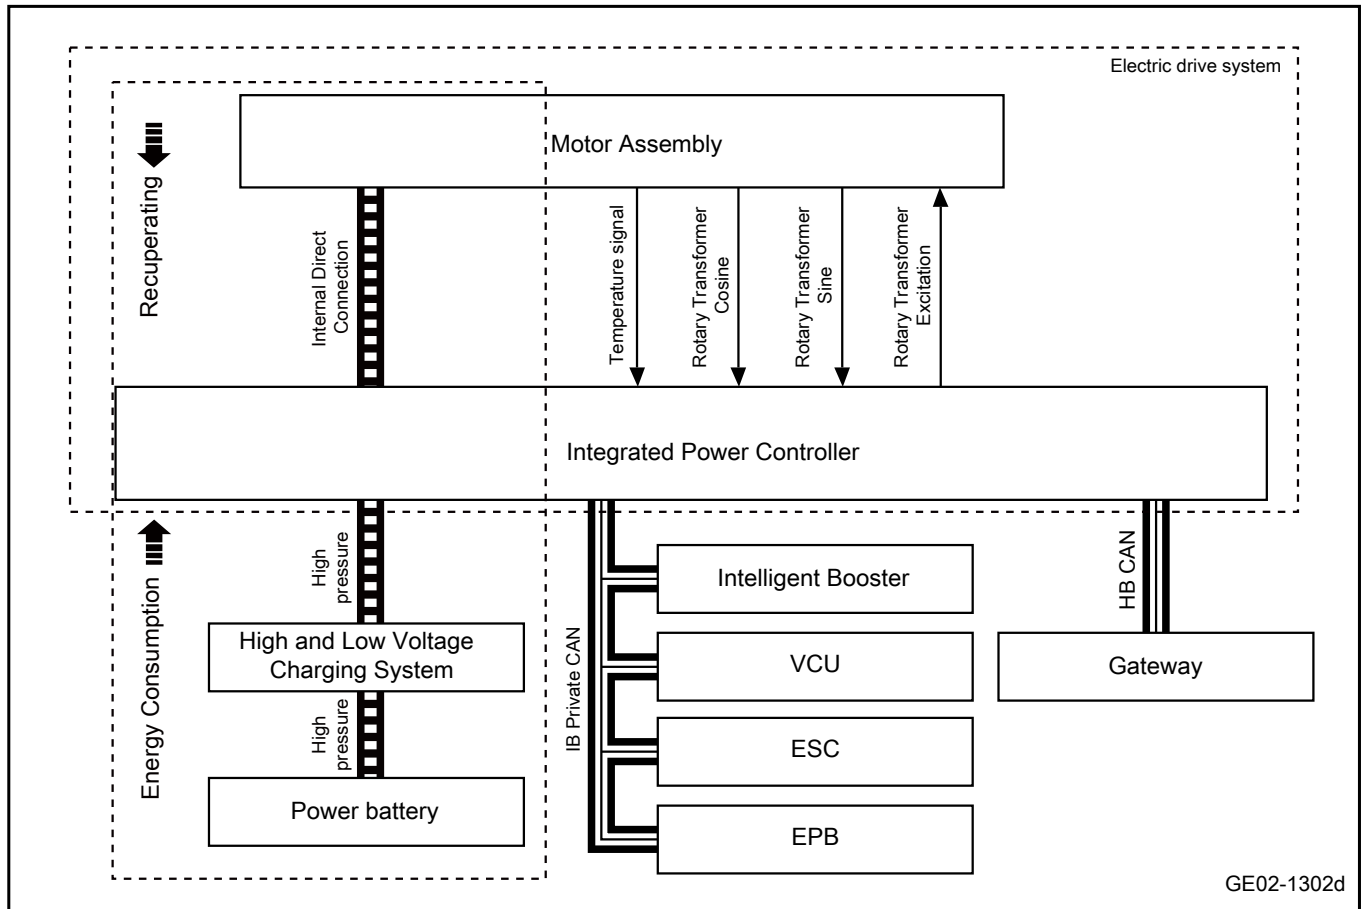 Electric drive system
Motor Assembly
Recuperating
Internal Direct
Connection
Temperature signal
Rotary Transformer
Cosine
Rotary Transformer
Sine
Rotary Transformer
Excitation
Integrated Power Controller
Energy Consumption
High
pressure
High and Low Voltage
Charging System
High
pressure
Power battery
IB Private CAN
Intelligent Booster
VCU
ESC
EPB
HB CAN
Gateway
GE02-1302d